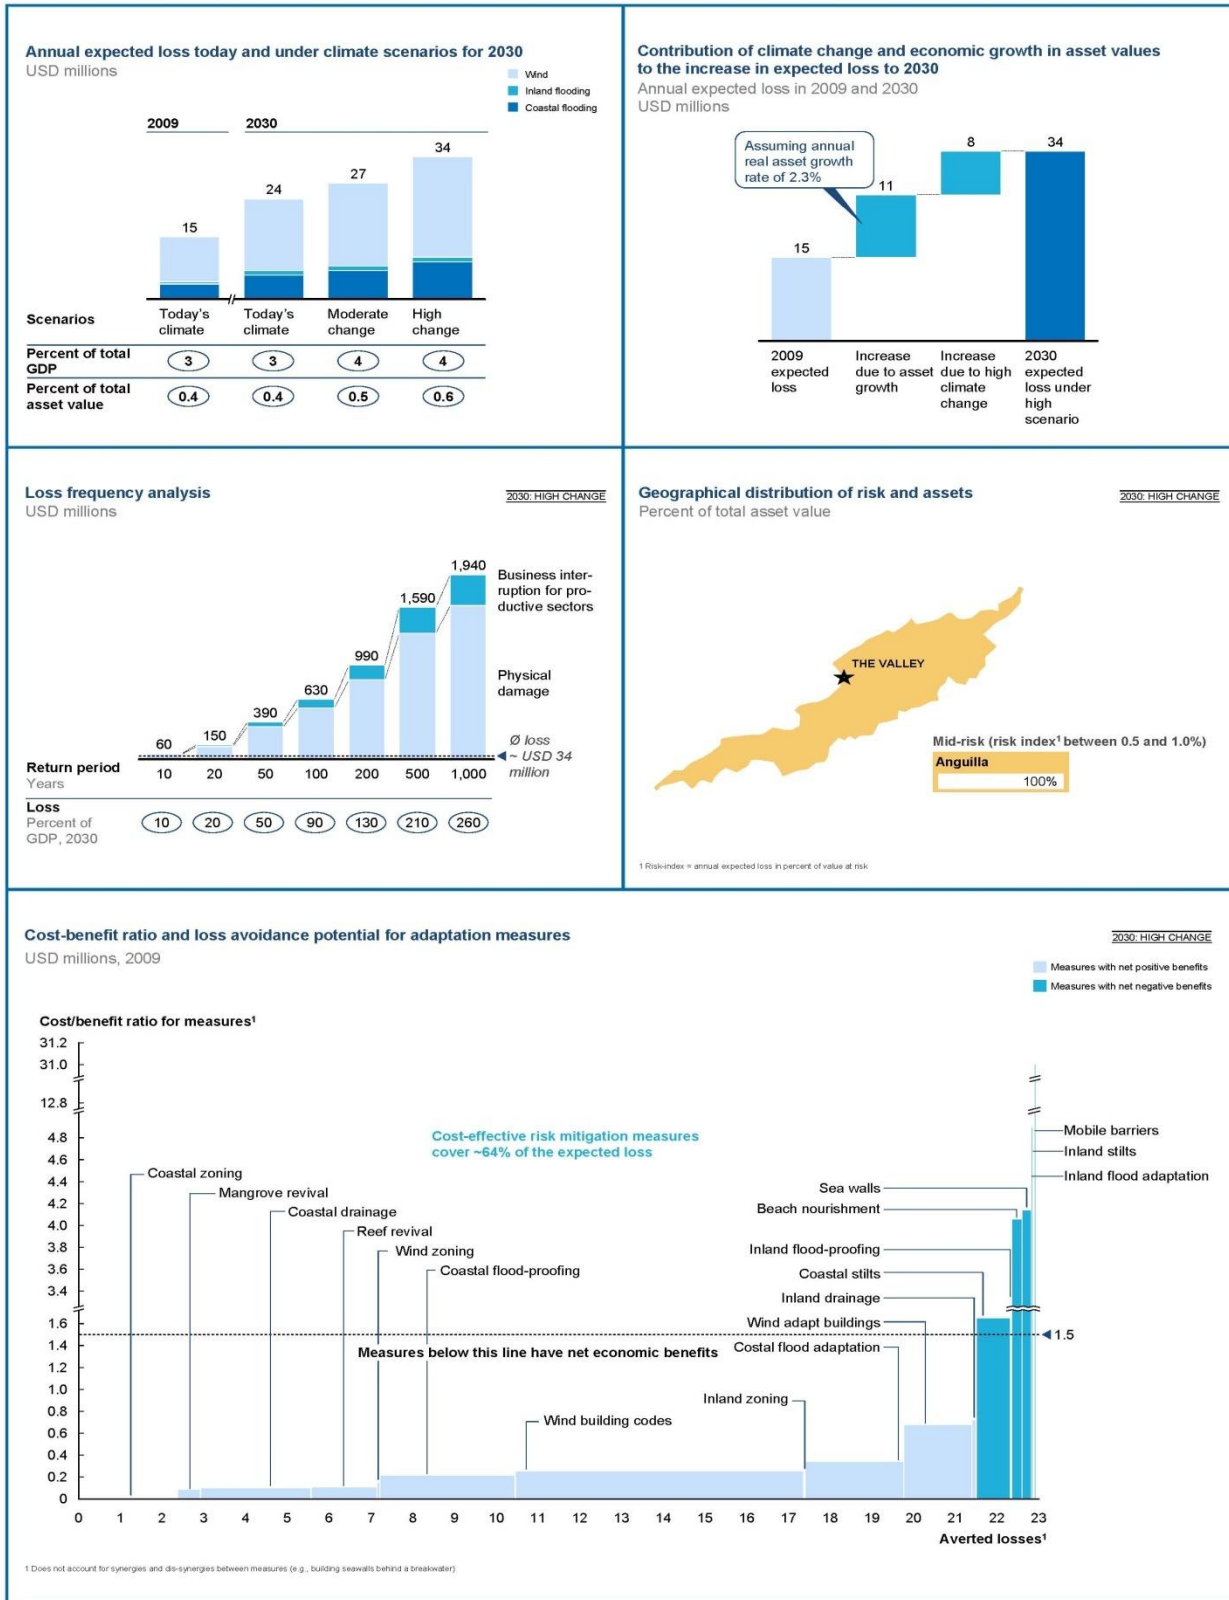 Annual expected loss today and under climate scenarios for 2030
USD millions
Wind
Inland flooding
Coastal flooding
2009
2030
15
24
27
34
Scenarios
Today's climate
Today's climate
Moderate change
High change
Percent of total GDP
3
3
4
4
Percent of total asset value
0.4
0.4
0.5
0.6
Contribution of climate change and economic growth in asset values
to the increase in expected loss to 2030
Annual expected loss in 2009 and 2030
USD millions
Assuming annual
real asset growth
rate of 2.3%
15
11
8
34
2009
expected
loss
Increase
due to asset
growth
Increase
due to high
climate
change
2030
expected
loss under
high
scenario
Loss frequency analysis
2030: HIGH CHANGE
USD millions
60
150
390
630
990
1,590
1,940
Business inter-
ruption for pro-
ductive sectors
Physical
damage
Ø loss
~ USD 34
million
Return period
Years
10
20
50
100
200
500
1,000
Loss
Percent of
GDP, 2030
10
20
50
90
130
210
260
Geographical distribution of risk and assets
2030: HIGH CHANGE
Percent of total asset value
THE VALLEY
Mid-risk (risk index1 between 0.5 and 1.0%)
Anguilla
100%
1 Risk-index = annual expected loss in percent of value at risk
Cost-benefit ratio and loss avoidance potential for adaptation measures
2030: HIGH CHANGE
USD millions, 2009
Measures with net positive benefits
Measures with net negative benefits
Cost/benefit ratio for measures1
31.2
31.0
12.8
4.8
4.6
4.4
4.2
4.0
3.8
3.6
3.4
1.6
1.4
1.2
1.0
0.8
0.6
0.4
0.2
0
Cost-effective risk mitigation measures
cover ~64% of the expected loss
Coastal zoning
Mangrove revival
Coastal drainage
Reef revival
Wind zoning
Coastal flood-proofing
Wind building codes
Inland zoning
Costal flood adaptation
Wind adapt buildings
Inland drainage
Coastal stilts
Inland flood-proofing
Beach nourishment
Sea walls
Mobile barriers
Inland stilts
Inland flood adaptation
1.5
Measures below this line have net economic benefits
0 1 2 3 4 5 6 7 8 9 10 11 12 13 14 15 16 17 18 19 20 21 22 23
Averted losses1
1 Does not account for synergies and dis-synergies between measures (e.g., building seawalls behind a breakwater)